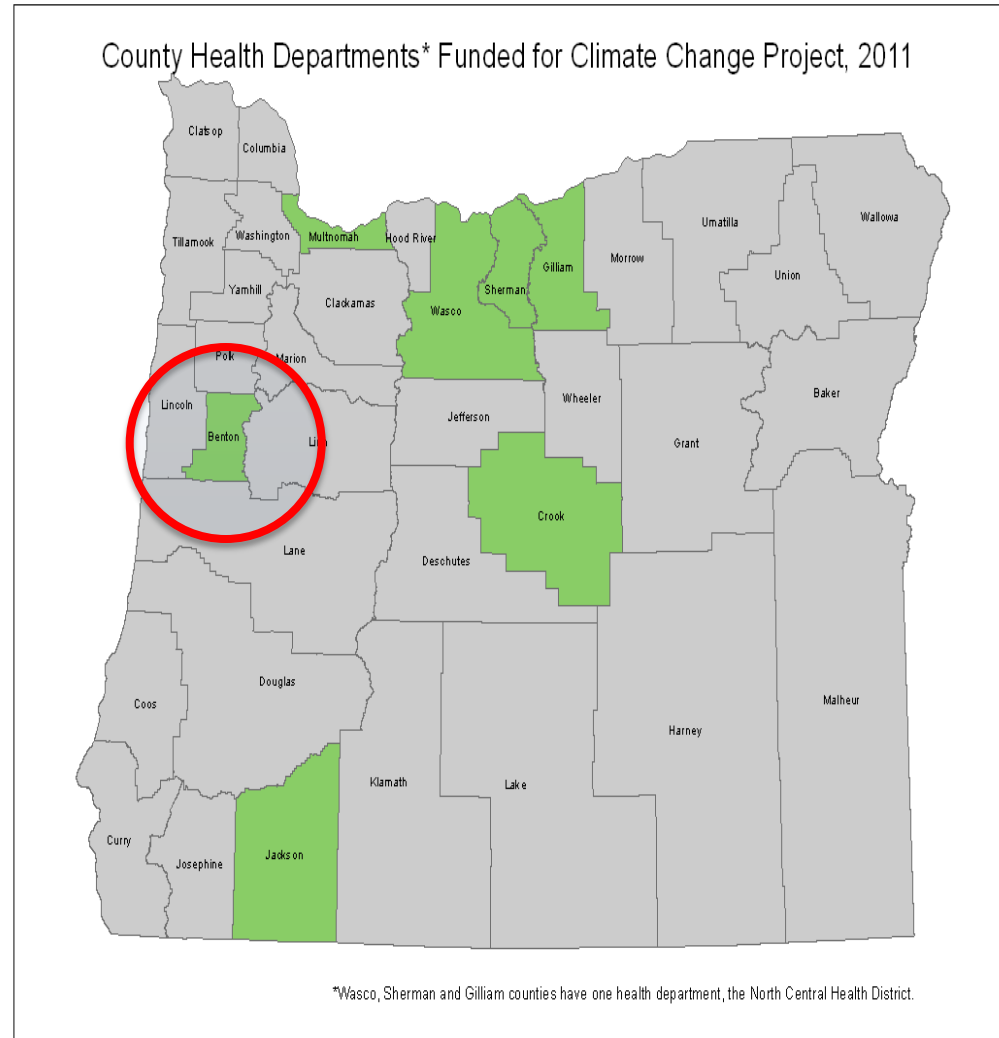 County Health Departments* Funded for Climate Change Project, 2011
Clatsop
Columbia
Tillamook
Washington
Multnomah
Hood River
Wasco
Sherman
Gilliam
Morrow
Umatilla
Union
Wallowa
Yamhill
Clackamas
Polk
Marion
Lincoln
Benton
Linn
Jefferson
Wheeler
Grant
Baker
Crook
Deschutes
Lane
Douglas
Coos
Curry
Josephine
Jackson
Klamath
Lake
Harney
Malheur
*Wasco, Sherman and Gilliam counties have one health department, the North Central Health District.